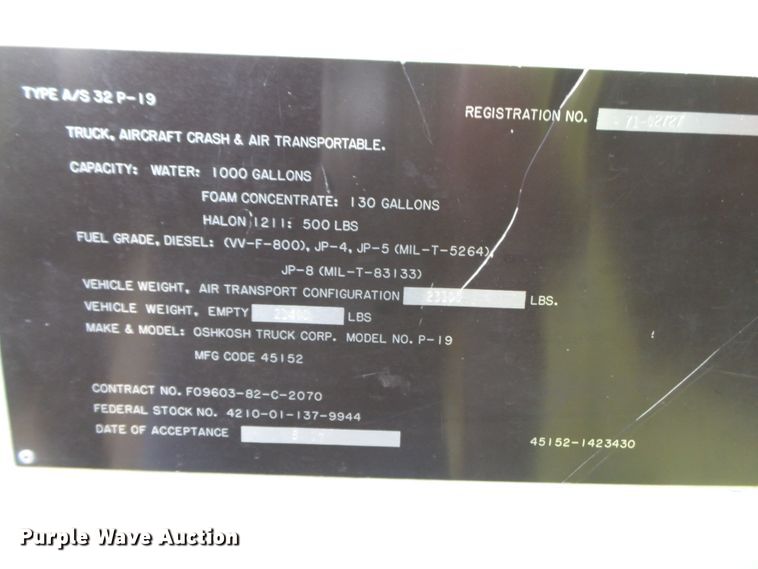 TYPE A/S 32 P-19
REGISTRATION NO. 71-02727
TRUCK, AIRCRAFT CRASH & AIR TRANSPORTABLE.
CAPACITY: WATER: 1000 GALLONS
FOAM CONCENTRATE: 130 GALLONS
HALON 1211: 500 LBS
FUEL GRADE, DIESEL: (VV-F-800), JP-4, JP-5 (MIL-T-5264),
JP-8 (MIL-T-83133)
VEHICLE WEIGHT, AIR TRANSPORT CONFIGURATION LBS.
VEHICLE WEIGHT, EMPTY LBS
MAKE & MODEL: OSHKOSH TRUCK CORP. MODEL NO. P-19
MFG CODE 45152
CONTRACT NO. F09603-82-C-2070
FEDERAL STOCK NO. 4210-01-137-9944
DATE OF ACCEPTANCE
45152-1423430
Purple Wave Auction